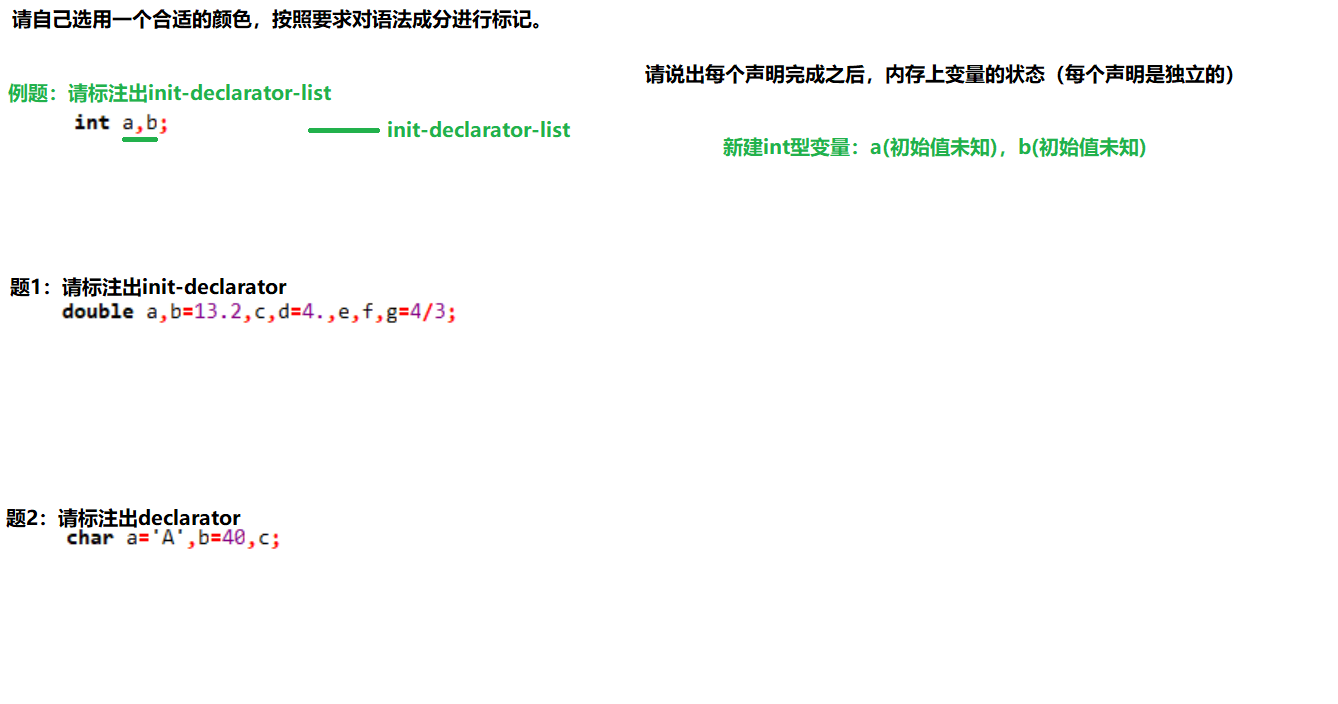 请自己选用一个合适的颜色，按照要求对语法成分进行标记。
请说出每个声明完成之后，内存上变量的状态（每个声明是独立的）
例题：请标注出init-declarator-list
int a,b;
init-declarator-list
新建int型变量：a(初始值未知)，b(初始值未知)
题1：请标注出init-declarator
double a,b=13.2,c,d=4.,e,f,g=4/3;
题2：请标注出declarator
char a='A',b=40,c;